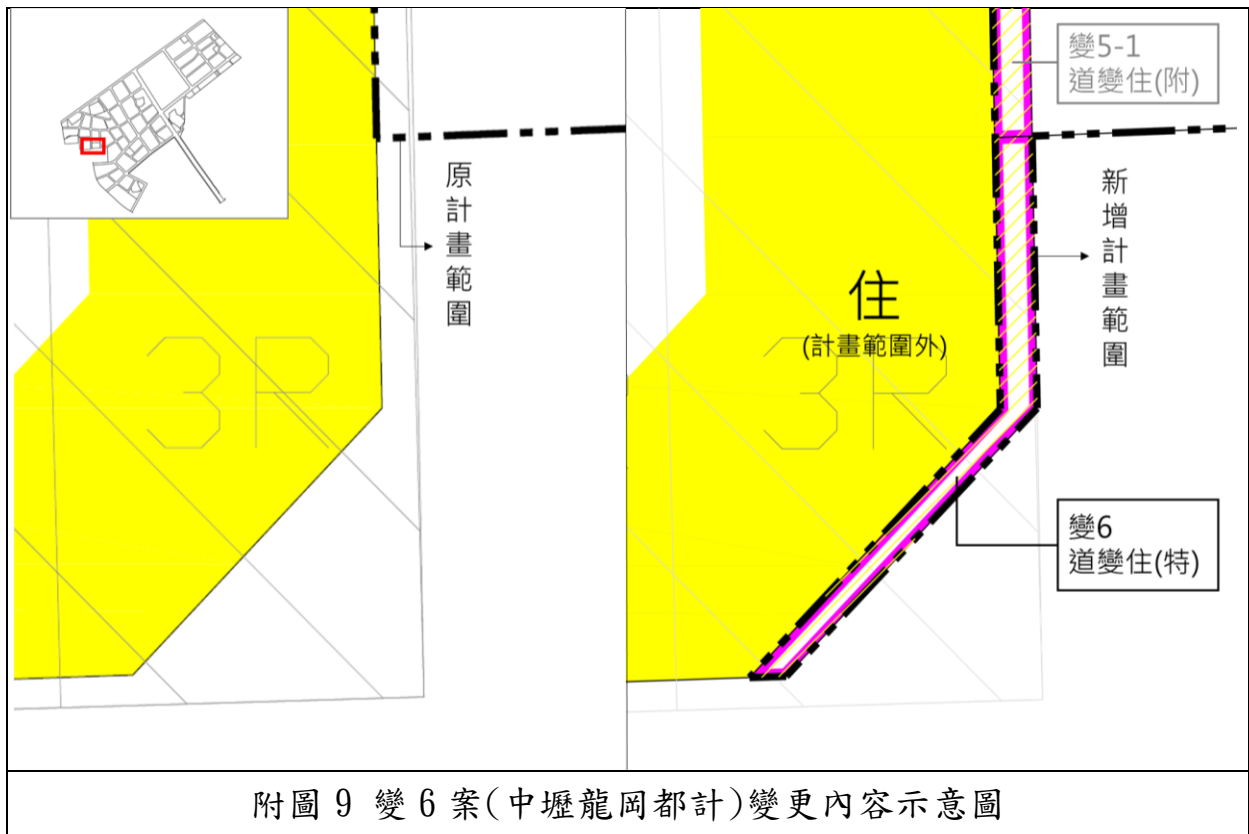 原計畫範圍
3R
變5-1
道變住(附)
新增計畫範圍
住
(計畫範圍外)
3R
變6
道變住(特)
附圖 9 變 6 案(中壢龍岡都計)變更內容示意圖